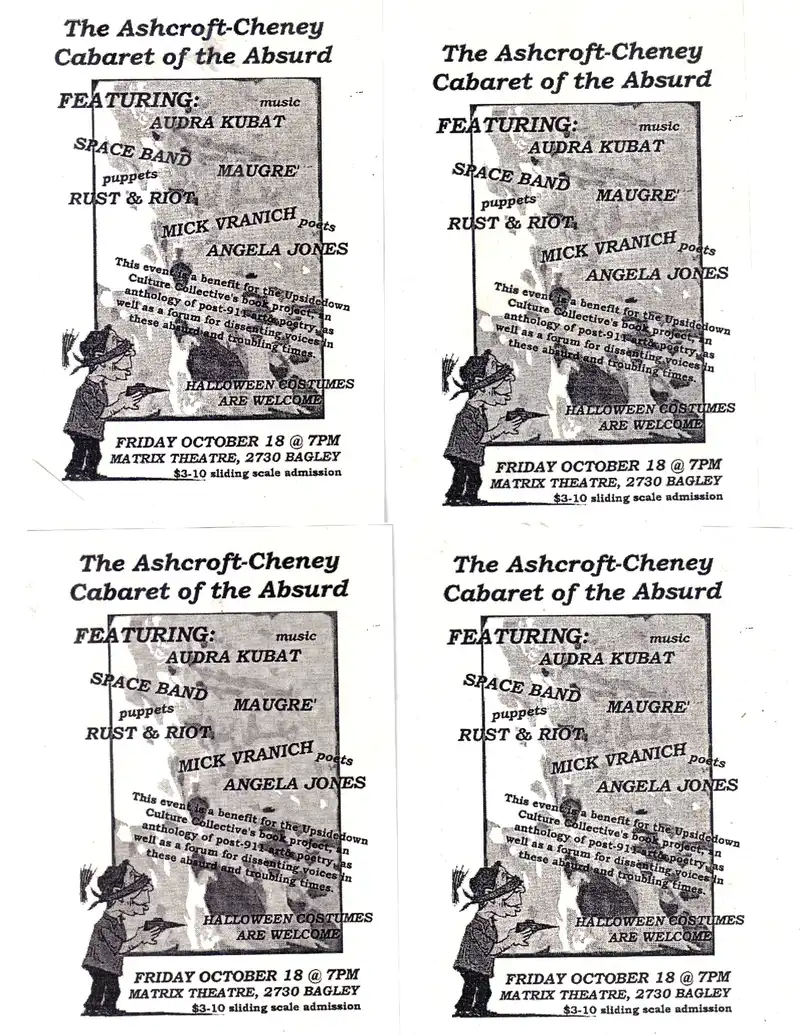 The Ashcroft-Cheney
Cabaret of the Absurd
FEATURING:
music
AUDRA KUBAT
SPACE BAND
MAUGRE'
puppets
RUST & RIOT
MICK VRANICH
poets
ANGELA JONES
This event is a benefit for the Upsidedown
Culture Collective's book project, an
anthology of post-911 art & poetry, as
well as a forum for dissenting voices in
these absurd and troubling times.
HALLOWEEN COSTUMES
ARE WELCOME
FRIDAY OCTOBER 18 @ 7PM
MATRIX THEATRE, 2730 BAGLEY
$3-10 sliding scale admission
The Ashcroft-Cheney
Cabaret of the Absurd
FEATURING:
music
AUDRA KUBAT
SPACE BAND
MAUGRE'
puppets
RUST & RIOT
MICK VRANICH
poets
ANGELA JONES
This event is a benefit for the Upsidedown
Culture Collective's book project, an
anthology of post-911 art & poetry, as
well as a forum for dissenting voices in
these absurd and troubling times.
HALLOWEEN COSTUMES
ARE WELCOME
FRIDAY OCTOBER 18 @ 7PM
MATRIX THEATRE, 2730 BAGLEY
$3-10 sliding scale admission
The Ashcroft-Cheney
Cabaret of the Absurd
FEATURING:
music
AUDRA KUBAT
SPACE BAND
MAUGRE'
puppets
RUST & RIOT
MICK VRANICH
poets
ANGELA JONES
This event is a benefit for the Upsidedown
Culture Collective's book project, an
anthology of post-911 art & poetry, as
well as a forum for dissenting voices in
these absurd and troubling times.
HALLOWEEN COSTUMES
ARE WELCOME
FRIDAY OCTOBER 18 @ 7PM
MATRIX THEATRE, 2730 BAGLEY
$3-10 sliding scale admission
The Ashcroft-Cheney
Cabaret of the Absurd
FEATURING:
music
AUDRA KUBAT
SPACE BAND
MAUGRE'
puppets
RUST & RIOT
MICK VRANICH
poets
ANGELA JONES
This event is a benefit for the Upsidedown
Culture Collective's book project, an
anthology of post-911 art & poetry, as
well as a forum for dissenting voices in
these absurd and troubling times.
HALLOWEEN COSTUMES
ARE WELCOME
FRIDAY OCTOBER 18 @ 7PM
MATRIX THEATRE, 2730 BAGLEY
$3-10 sliding scale admission